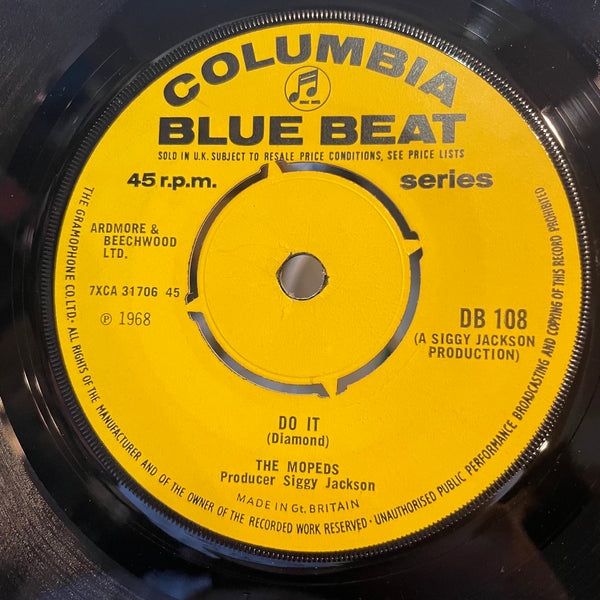 COLUMBIA
BLUE BEAT
SOLD IN U.K. SUBJECT TO RESALE PRICE CONDITIONS, SEE PRICE LISTS
45 r.p.m.
series
ARDMORE &
BEECHWOOD
LTD.
7XCA 31706 45
℗ 1968
DB 108
(A SIGGY JACKSON
PRODUCTION)
DO IT
(Diamond)
THE MOPEDS
Producer Siggy Jackson
MADE IN Gt. BRITAIN
THE GRAMOPHONE CO. LTD. · ALL RIGHTS OF THE MANUFACTURER AND OF THE OWNER OF THE RECORDED WORK RESERVED · UNAUTHORISED PUBLIC PERFORMANCE BROADCASTING AND COPYING OF THIS RECORD PROHIBITED